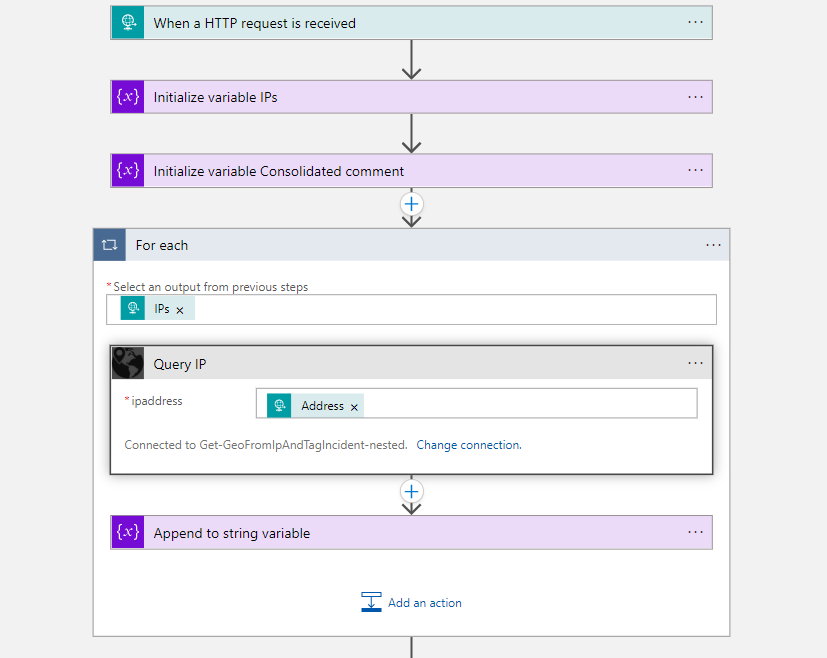 When a HTTP request is received
{x} Initialize variable IPs
{x} Initialize variable Consolidated comment
For each
*Select an output from previous steps
IPs x
Query IP
*ipaddress
Address x
Connected to Get-GeoFromIpAndTagIncident-nested. Change connection.
{x} Append to string variable
Add an action